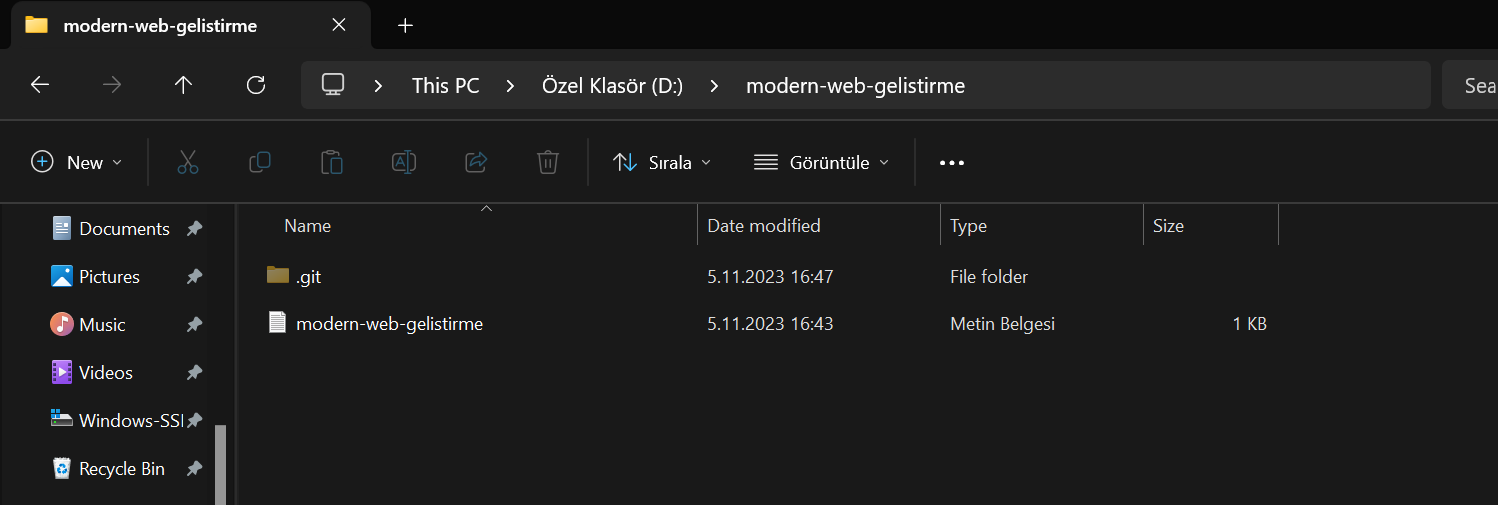 modern-web-gelistirme
This PC > Özel Klasör (D:) > modern-web-gelistirme
Sea
New
Sırala
Görüntüle
Documents
Pictures
Music
Videos
Windows-SSI
Recycle Bin
Name Date modified Type Size
.git 5.11.2023 16:47 File folder
modern-web-gelistirme 5.11.2023 16:43 Metin Belgesi 1 KB